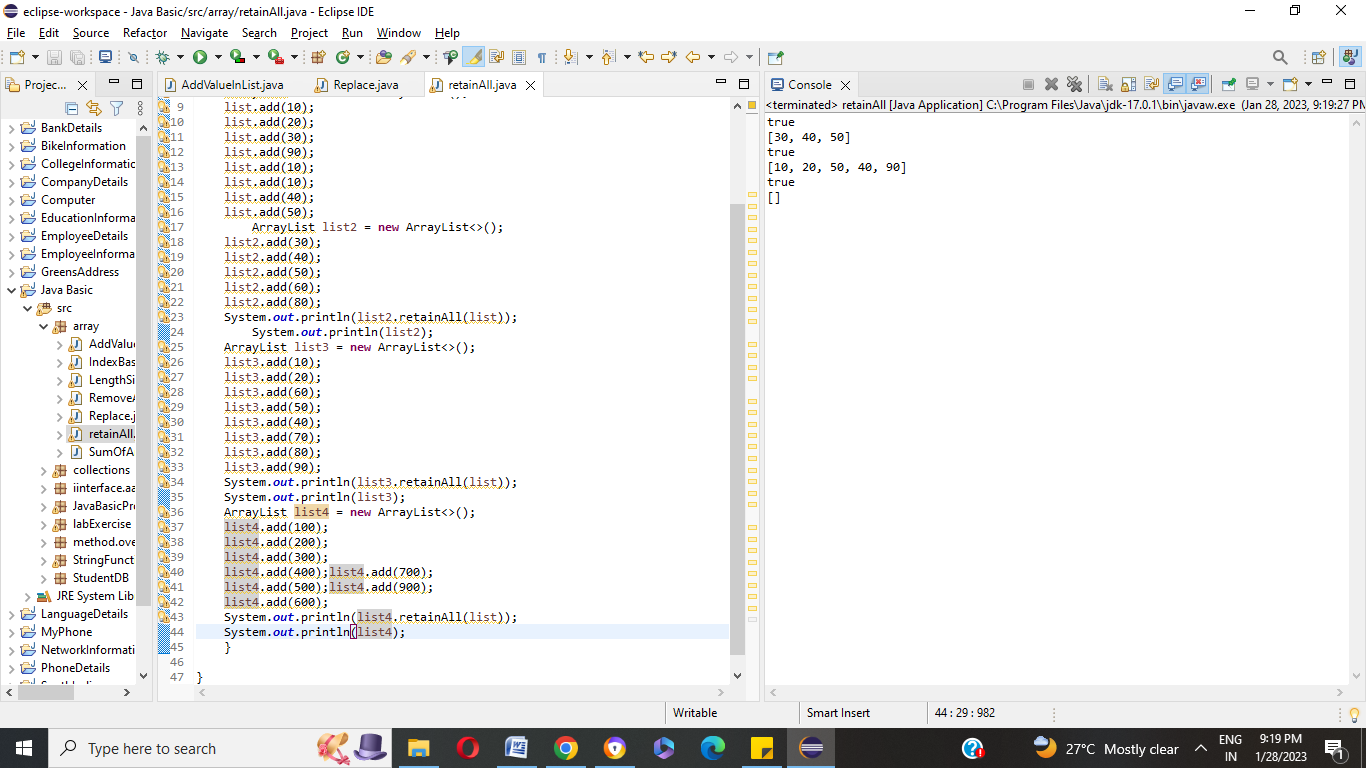 eclipse-workspace - Java Basic/src/array/retainAll.java - Eclipse IDE
File Edit Source Refactor Navigate Search Project Run Window Help
Projec...
BankDetails
BikeInformation
CollegeInformatic
CompanyDetails
Computer
EducationInforma
EmployeeDetails
EmployeeInforma
GreensAddress
Java Basic
src
array
AddValue
IndexBas
LengthSi
RemoveA
Replace.j
retainAll.
SumOfA
collections
iinterface.aa
JavaBasicPr
labExercise
method.ove
StringFunct
StudentDB
JRE System Lib
LanguageDetails
MyPhone
NetworkInformati
PhoneDetails
AddValueInList.java Replace.java retainAll.java
9 list.add(10);
10 list.add(20);
11 list.add(30);
12 list.add(90);
13 list.add(10);
14 list.add(10);
15 list.add(40);
16 list.add(50);
17 ArrayList list2 = new ArrayList<>();
18 list2.add(30);
19 list2.add(40);
20 list2.add(50);
21 list2.add(60);
22 list2.add(80);
23 System.out.println(list2.retainAll(list));
24 System.out.println(list2);
25 ArrayList list3 = new ArrayList<>();
26 list3.add(10);
27 list3.add(20);
28 list3.add(60);
29 list3.add(50);
30 list3.add(40);
31 list3.add(70);
32 list3.add(80);
33 list3.add(90);
34 System.out.println(list3.retainAll(list));
35 System.out.println(list3);
36 ArrayList list4 = new ArrayList<>();
37 list4.add(100);
38 list4.add(200);
39 list4.add(300);
40 list4.add(400);list4.add(700);
41 list4.add(500);list4.add(900);
42 list4.add(600);
43 System.out.println(list4.retainAll(list));
44 System.out.println(list4);
45 }
46
47 }
Console
<terminated> retainAll [Java Application] C:\Program Files\Java\jdk-17.0.1\bin\javaw.exe (Jan 28, 2023, 9:19:27 PM
true
[30, 40, 50]
true
[10, 20, 50, 40, 90]
true
[]
Writable Smart Insert 44 : 29 : 982
Type here to search
27°C Mostly clear
ENG
IN
9:19 PM
1/28/2023
1